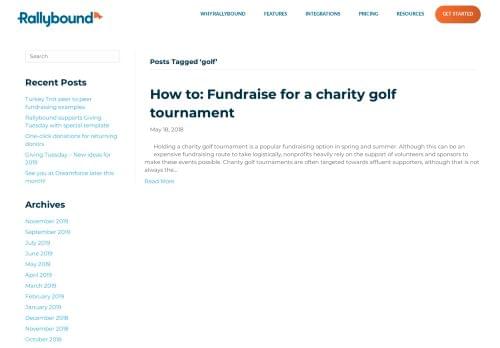 Rallybound
WHY RALLYBOUND
FEATURES
INTEGRATIONS
PRICING
RESOURCES
GET STARTED
Search
Recent Posts
Turkey Trot peer to peer
fundraising examples
Rallybound supports Giving
Tuesday with special template
One-click donations for returning
donors
Giving Tuesday – New ideas for
2019
See you at Dreamforce later this
month!
Archives
November 2019
September 2019
July 2019
June 2019
May 2019
April 2019
March 2019
February 2019
January 2019
December 2018
November 2018
October 2018
Posts Tagged ‘golf’
How to: Fundraise for a charity golf
tournament
May 18, 2018
Holding a charity golf tournament is a popular fundraising option in spring and summer. Although this can be an
expensive fundraising route to take logistically, nonprofits heavily rely on the support of volunteers and sponsors to
make these events possible. Charity golf tournaments are often targeted towards affluent supporters, although that is not
always the...
Read More